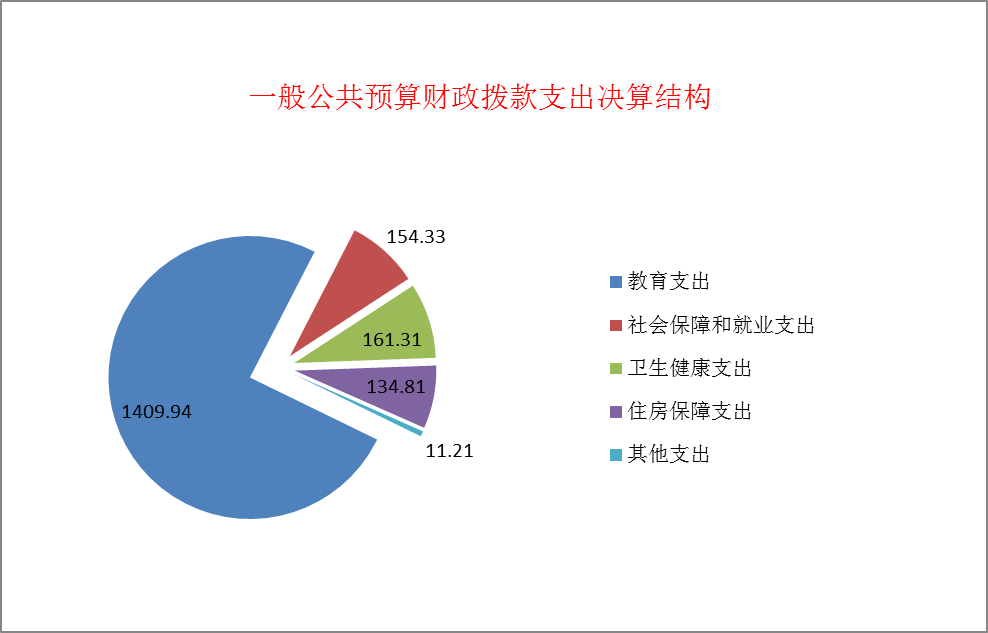 一般公共预算财政拨款支出决算结构
154.33
161.31
134.81
1409.94
11.21
教育支出
社会保障和就业支出
卫生健康支出
住房保障支出
其他支出